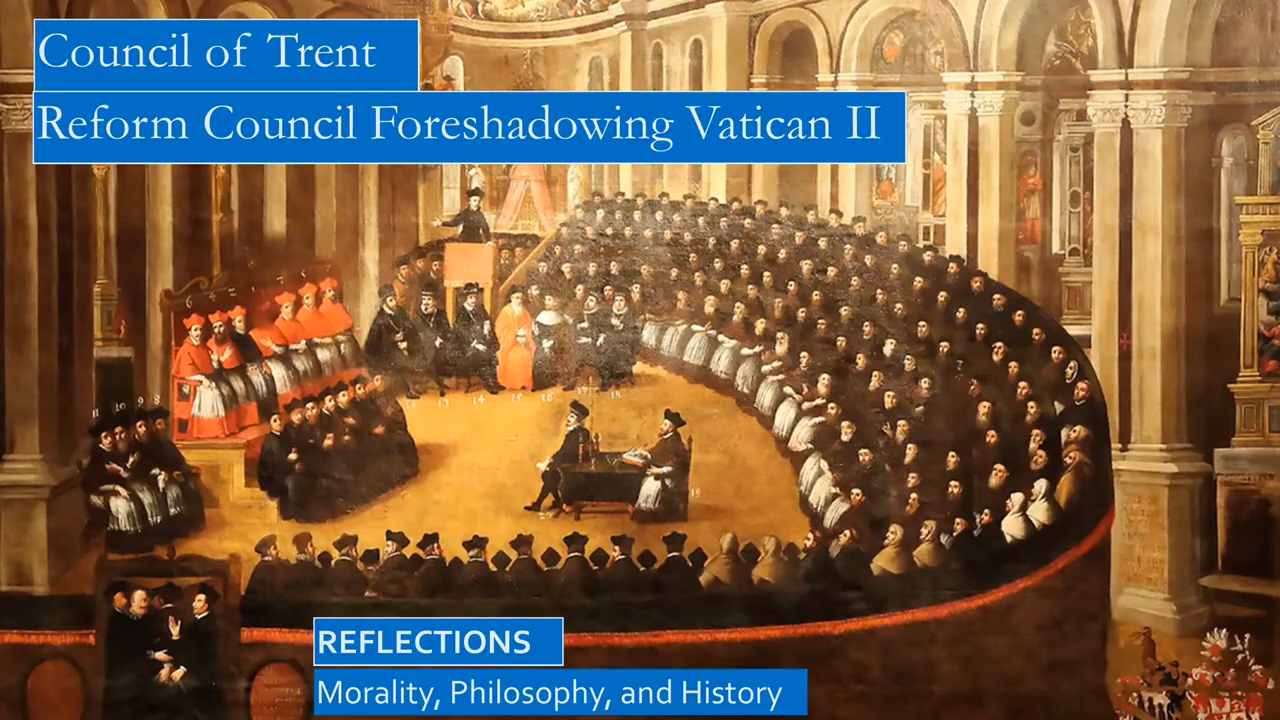 Council of Trent
Reform Council Foreshadowing Vatican II
REFLECTIONS
Morality, Philosophy, and History